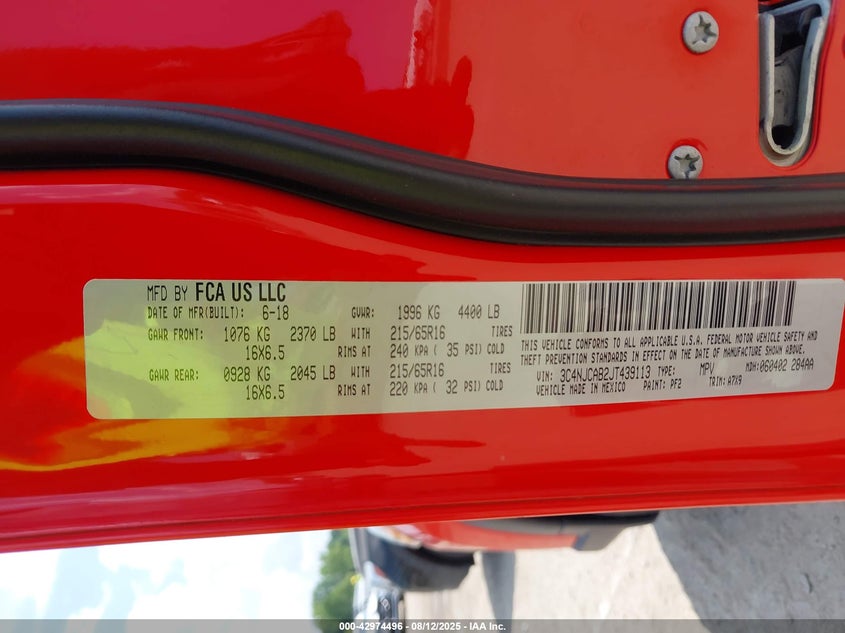 MFD BY FCA US LLC
DATE OF MFR(BUILT): 6-18 GVWR: 1996 KG 4400 LB
GAWR FRONT: 1076 KG 2370 LB WITH 215/65R16 TIRES
16X6.5 RIMS AT 240 KPA ( 35 PSI) COLD
GAWR REAR: 0928 KG 2045 LB WITH 215/65R16 TIRES
16X6.5 RIMS AT 220 KPA ( 32 PSI) COLD
THIS VEHICLE CONFORMS TO ALL APPLICABLE U.S.A. FEDERAL MOTOR VEHICLE SAFETY AND
THEFT PREVENTION STANDARDS IN EFFECT ON THE DATE OF MANUFACTURE SHOWN ABOVE.
VIN: 3C4NJCAB2JT439113 TYPE: MPV MDH: 060402 284AA
VEHICLE MADE IN MEXICO PAINT: PF2 TRIM: A7X9
000-42974496 - 08/12/2025 - IAA Inc.